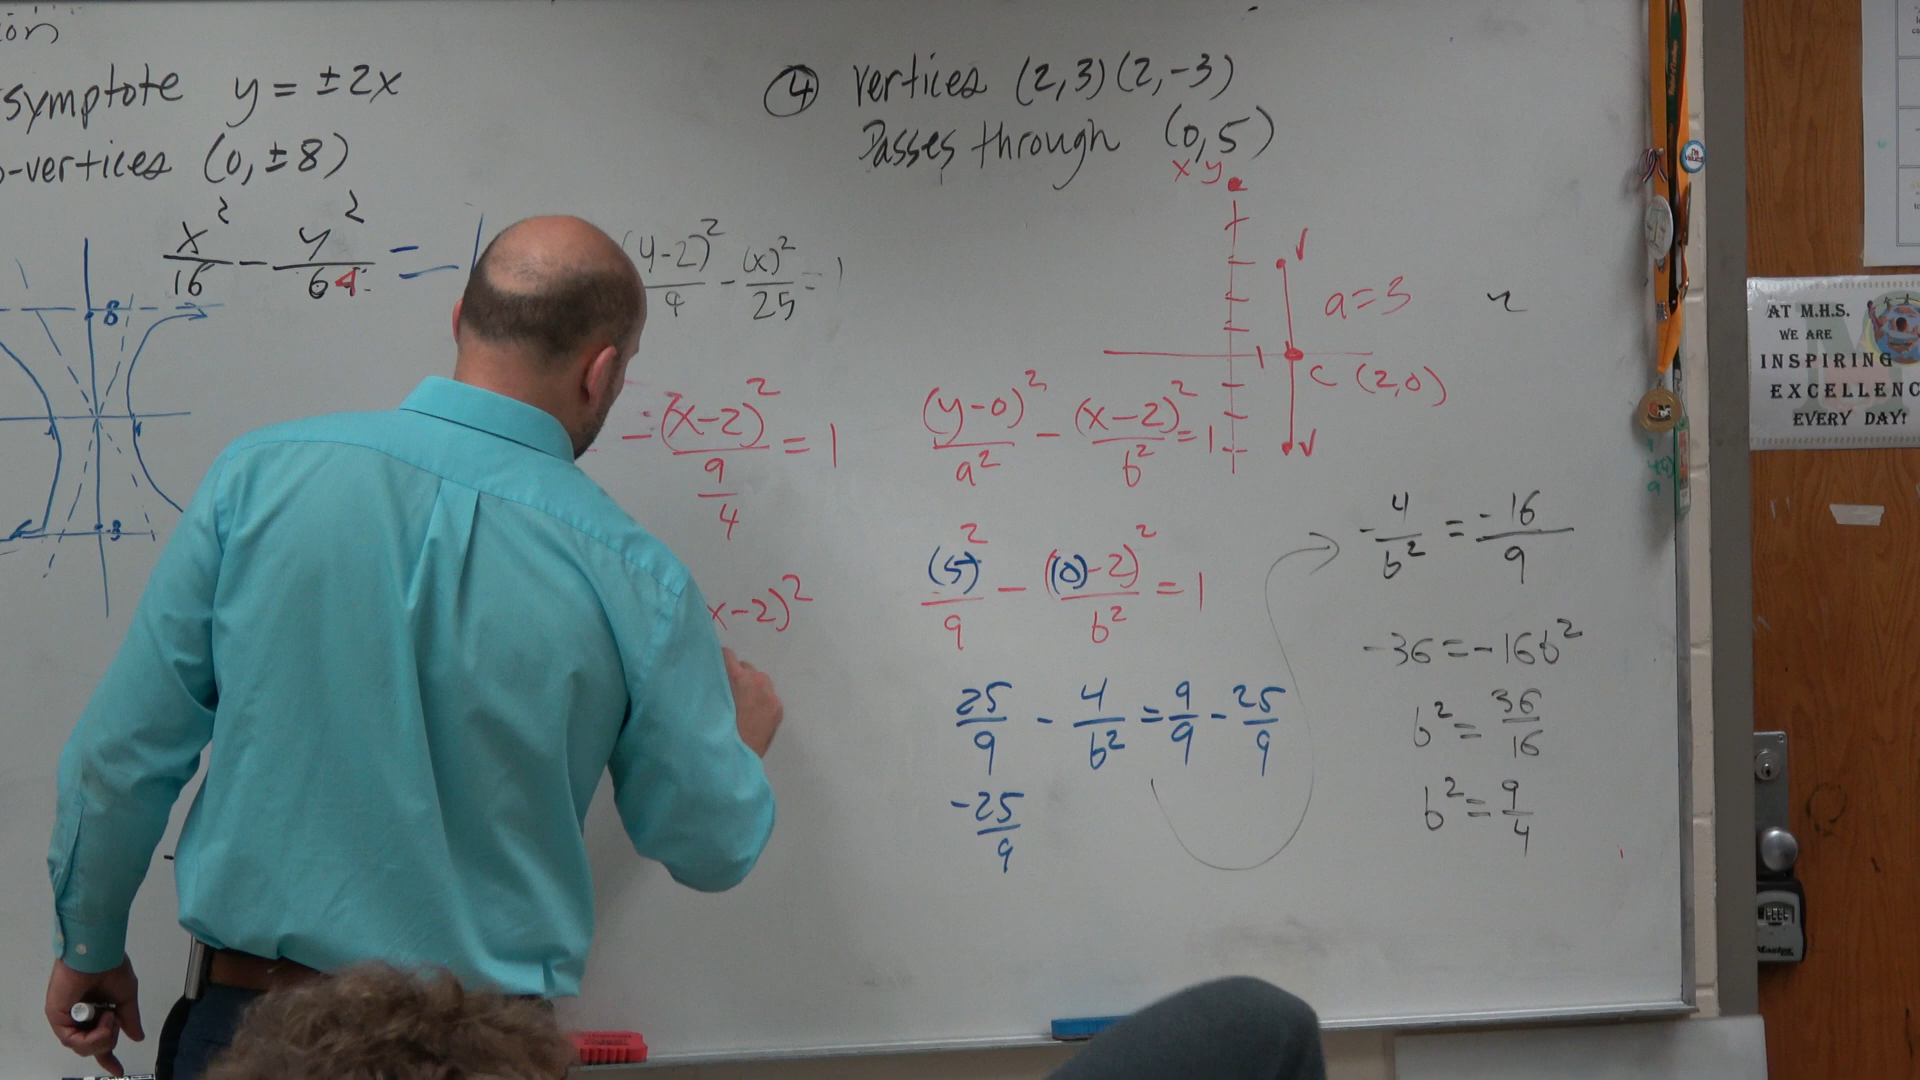 ion
symptote y = ±2x
o-vertices (0, ±8)
x²/16 - y²/64 =
8
(y-2)²/9 - (x)²/25 = 1
- (x-2)²/(9/4) = 1
x-2)²
④ vertices (2,3) (2,-3)
Passes through (0,5)
x y
V
a=3
1
C (2,0)
V
(y-0)²/a² - (x-2)²/b² = 1
(5)²/9 - ((0)-2)²/b² = 1
25/9 - 4/b² = 9/9 - 25/9
-25/9
-4/b² = -16/9
-36 = -16b²
b² = 36/16
b² = 9/4
AT M.H.S.
WE ARE
INSPIRING
EXCELLENC
EVERY DAY!